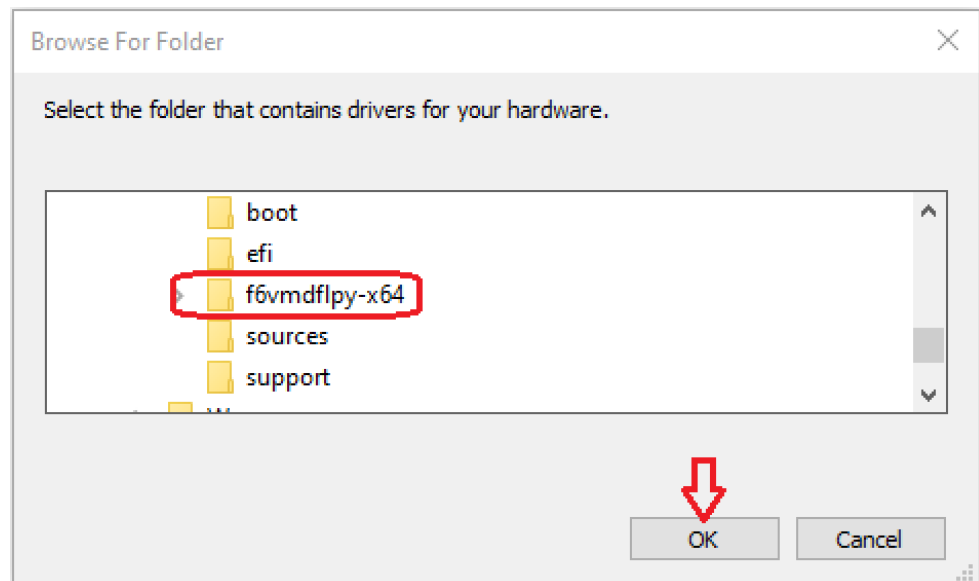 Browse For Folder
Select the folder that contains drivers for your hardware.
boot
efi
f6vmdflpy-x64
sources
support
OK Cancel